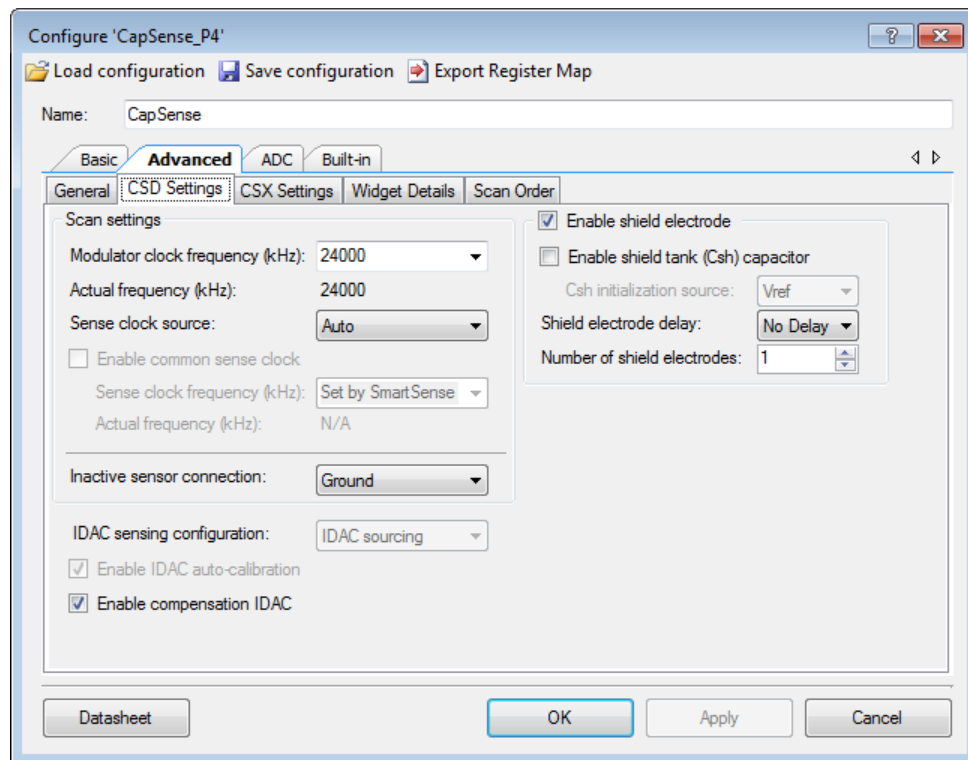 Configure 'CapSense_P4'
Load configuration Save configuration Export Register Map
Name: CapSense
Basic Advanced ADC Built-in
General CSD Settings CSX Settings Widget Details Scan Order
Scan settings
Modulator clock frequency (kHz): 24000
Actual frequency (kHz): 24000
Sense clock source: Auto
Enable common sense clock
Sense clock frequency (kHz): Set by SmartSense
Actual frequency (kHz): N/A
Inactive sensor connection: Ground
IDAC sensing configuration: IDAC sourcing
Enable IDAC auto-calibration
Enable compensation IDAC
Enable shield electrode
Enable shield tank (Csh) capacitor
Csh initialization source: Vref
Shield electrode delay: No Delay
Number of shield electrodes: 1
Datasheet OK Apply Cancel